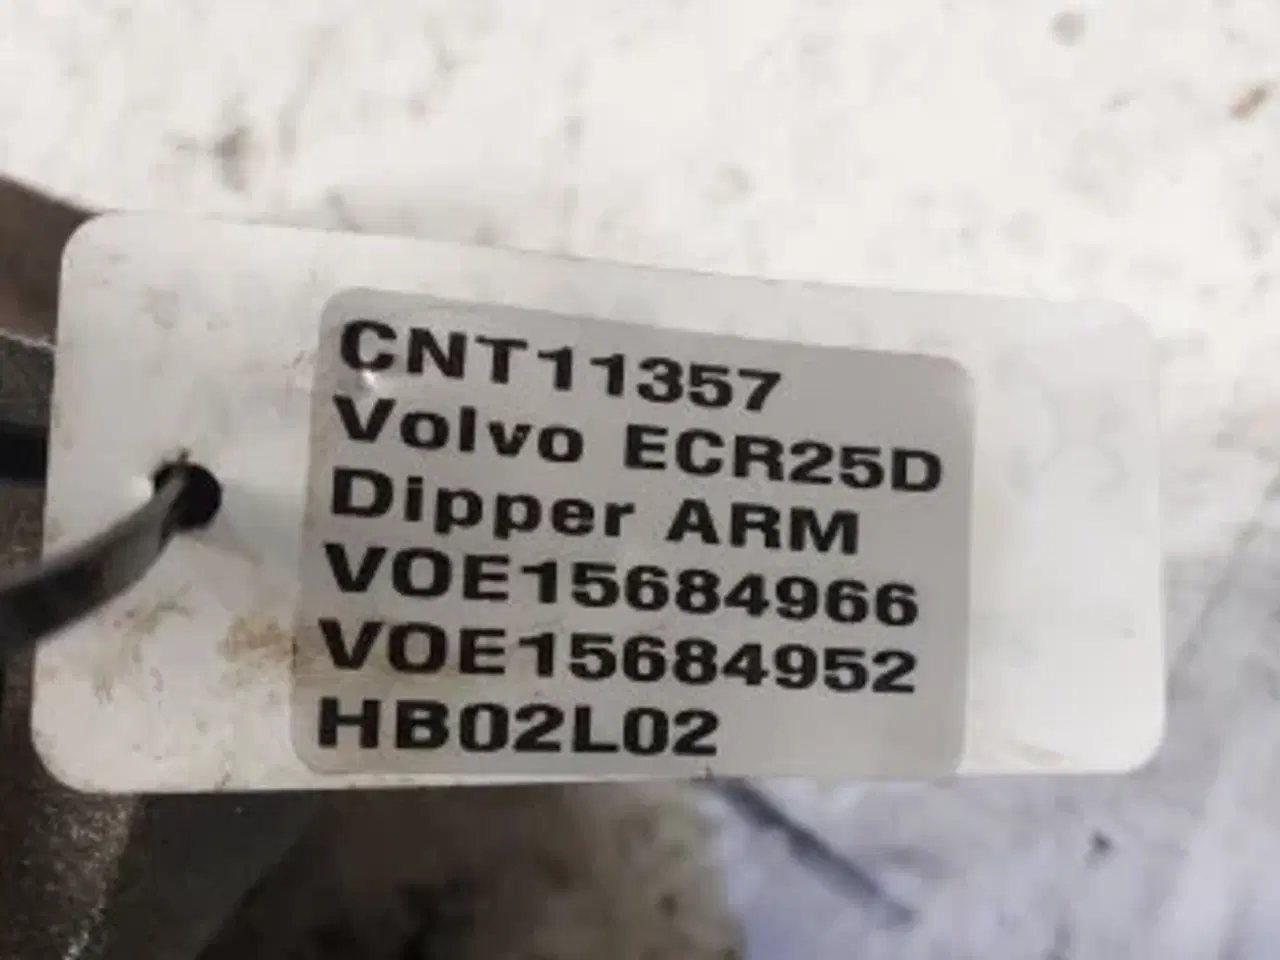 CNT11357
Volvo ECR25D
Dipper ARM
VOE15684966
VOE15684952
HB02L02